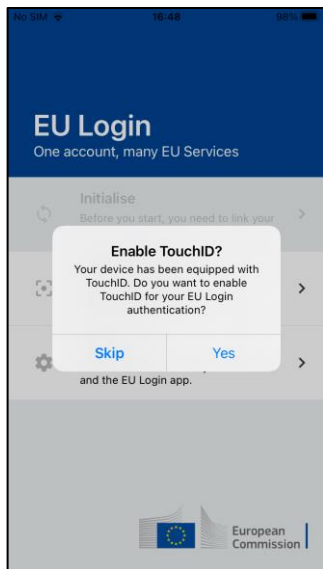 No SIM 16:48 98%
EU Login
One account, many EU Services
Initialise
Before you start, you need to link your
Enable TouchID?
Your device has been equipped with
TouchID. Do you want to enable
TouchID for your EU Login
authentication?
Skip Yes
and the EU Login app.
European
Commission